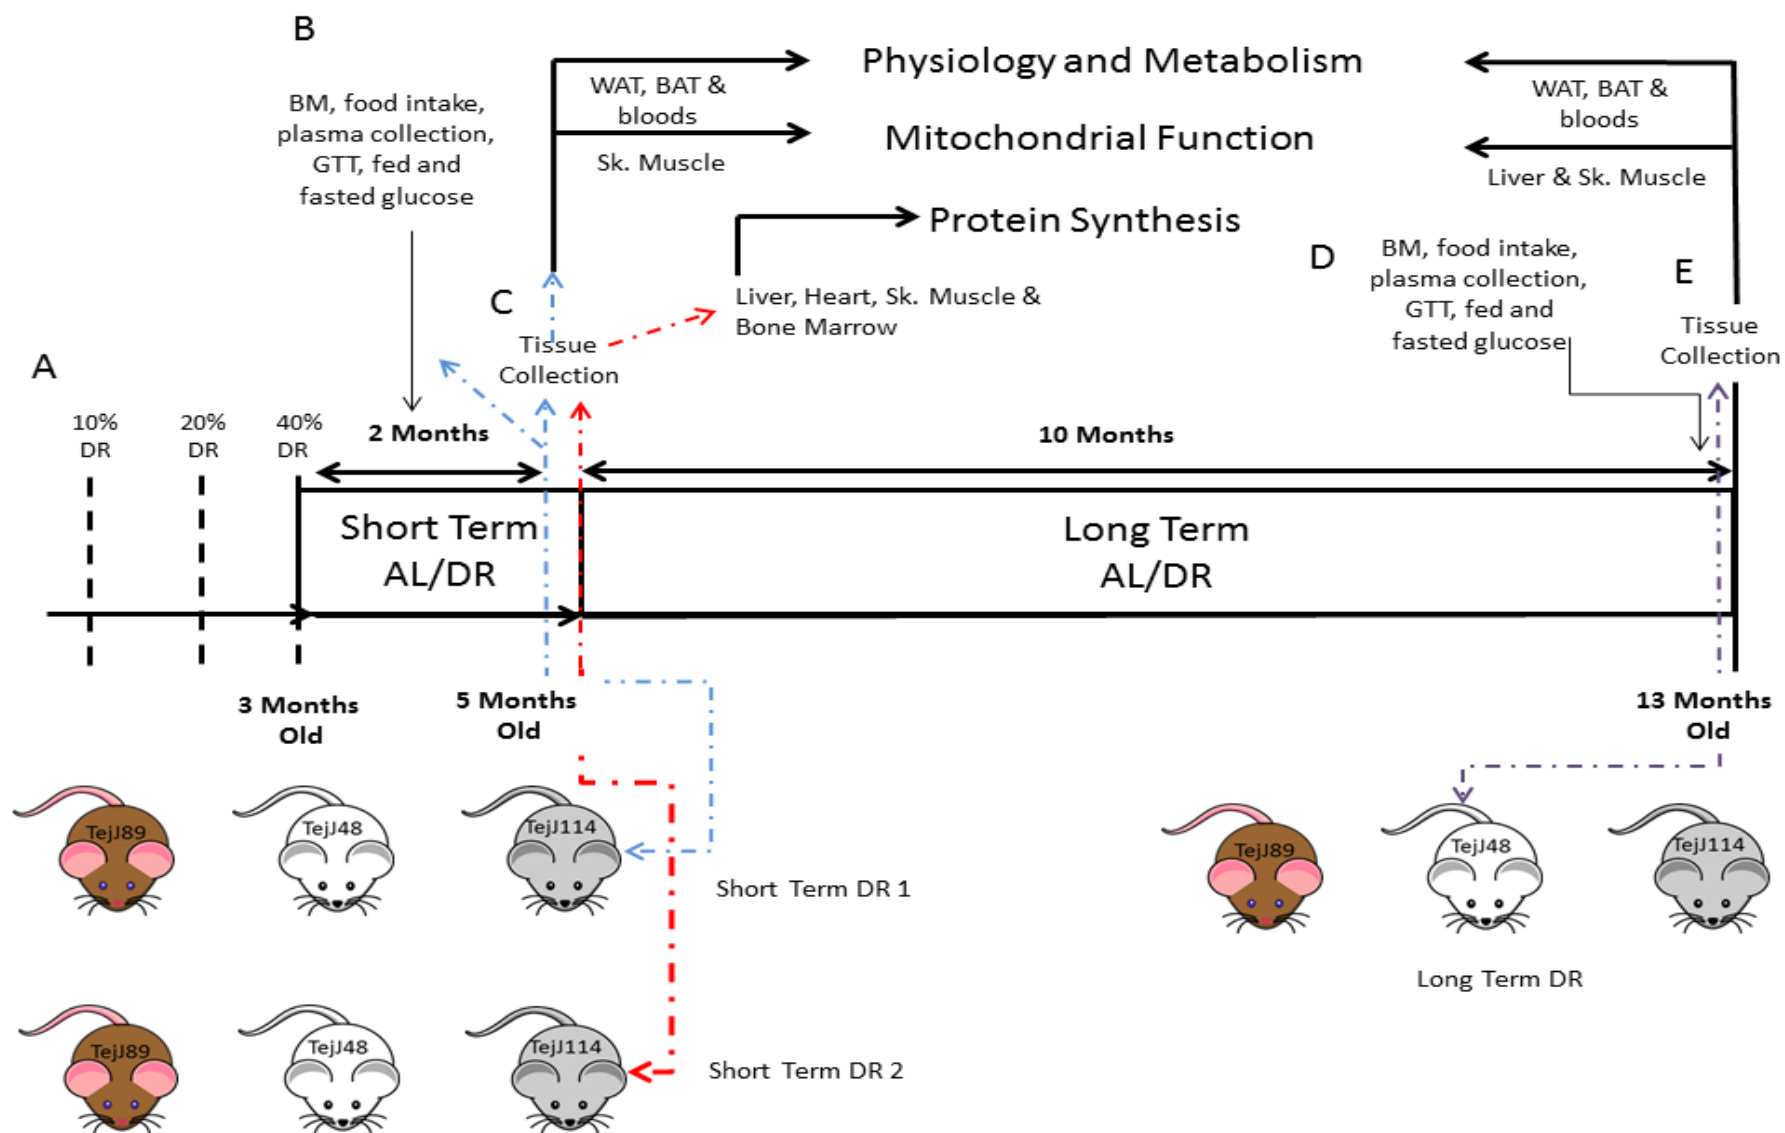 B
BM, food intake,
plasma collection,
GTT, fed and
fasted glucose
Physiology and Metabolism
WAT, BAT &
bloods
Mitochondrial Function
Sk. Muscle
Protein Synthesis
Liver, Heart, Sk. Muscle &
Bone Marrow
WAT, BAT &
bloods
Liver & Sk. Muscle
D
BM, food intake,
plasma collection,
GTT, fed and
fasted glucose
E
Tissue
Collection
C
Tissue
Collection
A
10%
DR
20%
DR
40%
DR
2 Months
10 Months
Short Term
AL/DR
Long Term
AL/DR
3 Months
Old
5 Months
Old
13 Months
Old
TejJ89
TejJ48
TejJ114
Short Term DR 1
TejJ89
TejJ48
TejJ114
Long Term DR
TejJ89
TejJ48
TejJ114
Short Term DR 2